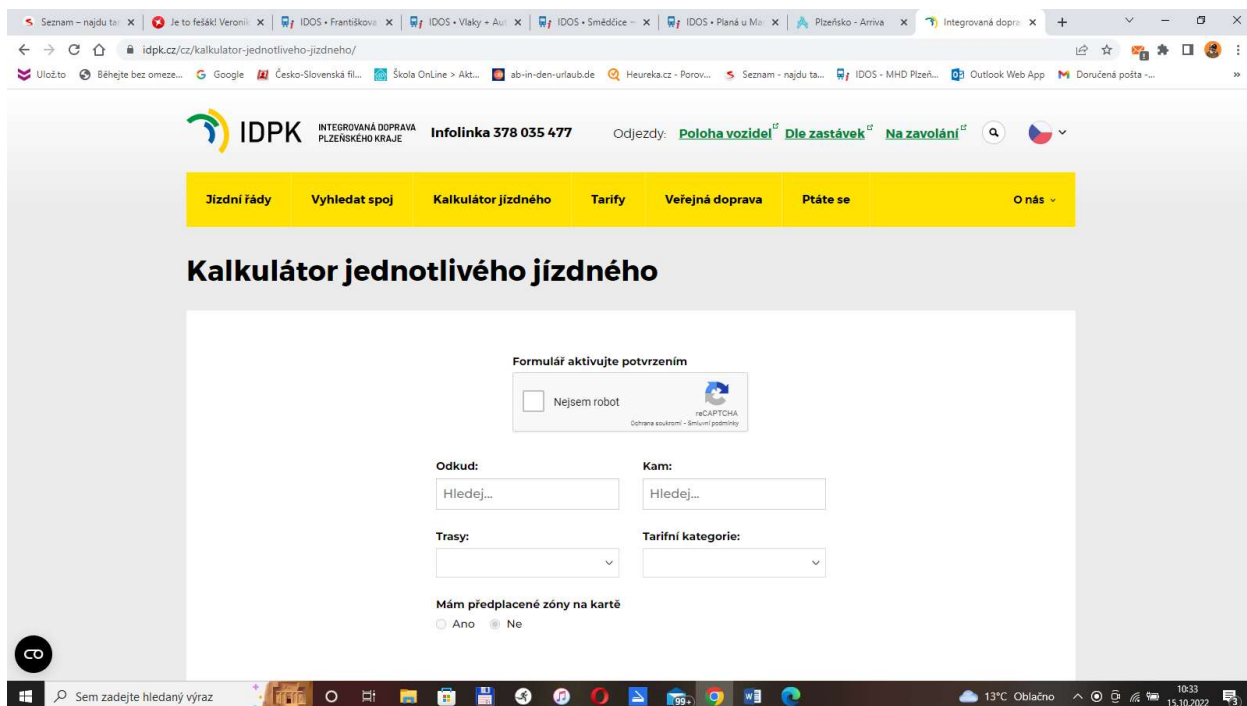 Seznam – najdu tar
Je to fešák! Veronik
IDOS • Františkova
IDOS • Vlaky + Aut
IDOS • Smědčice –
IDOS • Planá u Mar
Plzeňsko - Arriva
Integrovaná dopra
idpk.cz/cz/kalkulator-jednotliveho-jizdneho/
Ulož.to
Běhejte bez omeze...
Google
Česko-Slovenská fil...
Škola OnLine > Akt...
ab-in-den-urlaub.de
Heureka.cz - Porov...
Seznam - najdu ta...
IDOS - MHD Plzeň...
Outlook Web App
Doručená pošta -...
IDPK
INTEGROVANÁ DOPRAVA
PLZEŇSKÉHO KRAJE
Infolinka 378 035 477
Odjezdy: Poloha vozidel Dle zastávek Na zavolání
Jízdní řády Vyhledat spoj Kalkulátor jízdného Tarify Veřejná doprava Ptáte se O nás
Kalkulátor jednotlivého jízdného
Formulář aktivujte potvrzením
Nejsem robot
reCAPTCHA
Ochrana soukromí - Smluvní podmínky
Odkud: Kam:
Hledej... Hledej...
Trasy: Tarifní kategorie:
Mám předplacené zóny na kartě
Ano Ne
Sem zadejte hledaný výraz
99+
13°C Oblačno
10:33
15.10.2022